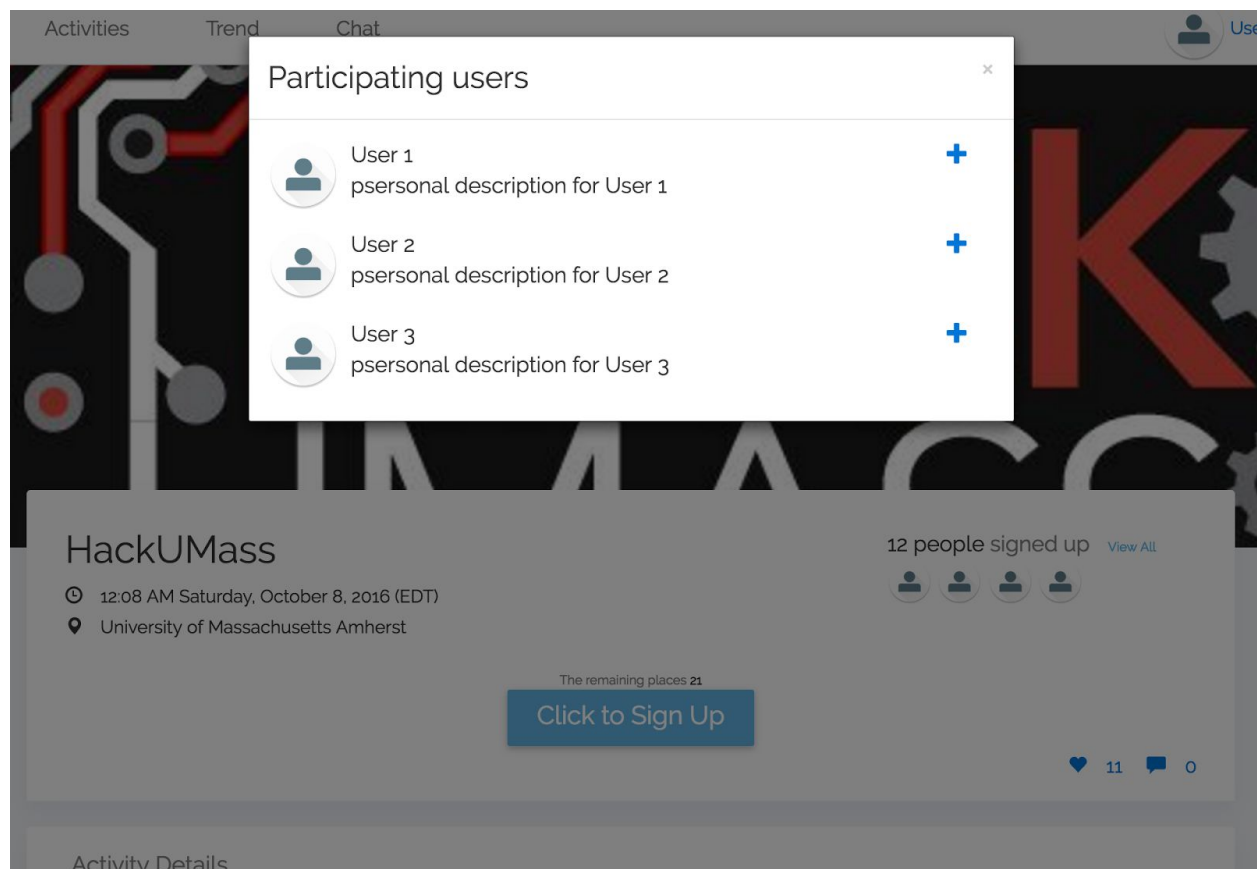 Activities Trend Chat Use
Participating users ×
User 1
psersonal description for User 1
User 2
psersonal description for User 2
User 3
psersonal description for User 3
K
HackUMass
12 people signed up View All
12:08 AM Saturday, October 8, 2016 (EDT)
University of Massachusetts Amherst
The remaining places 21
Click to Sign Up
11 0
Activity Details